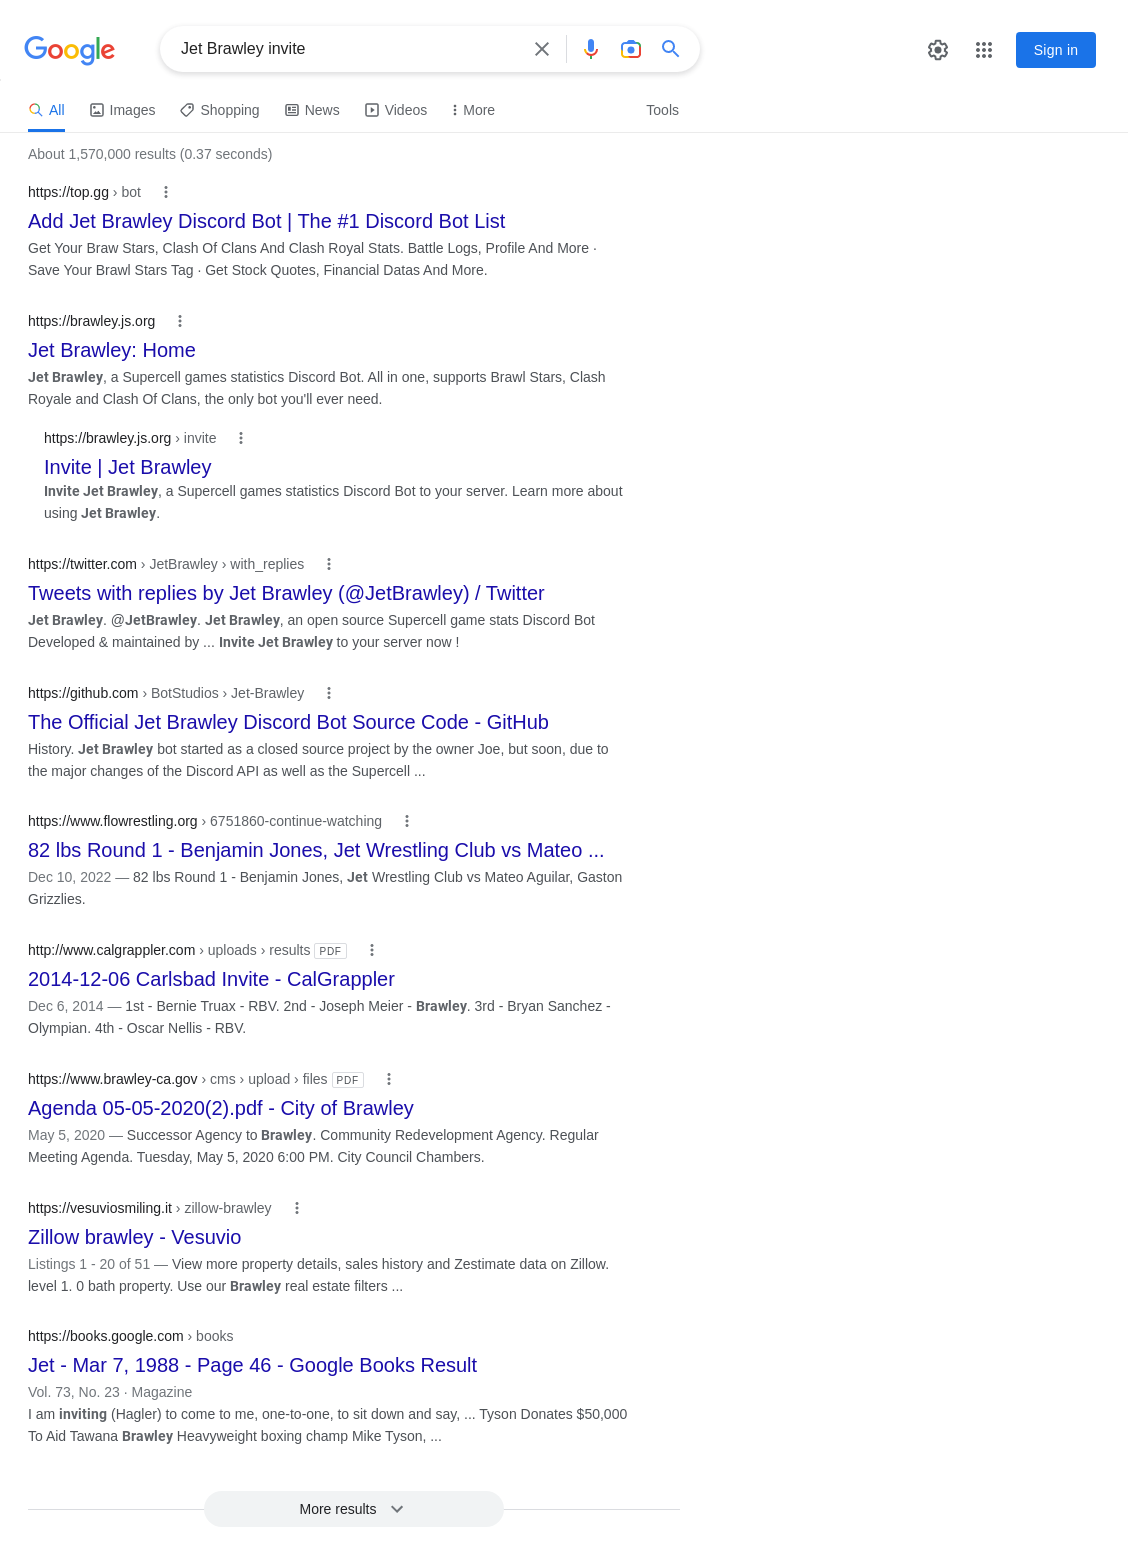 Google
Jet Brawley invite
Sign in
All Images Shopping News Videos More Tools
About 1,570,000 results (0.37 seconds)
https://top.gg › bot
Add Jet Brawley Discord Bot | The #1 Discord Bot List
Get Your Braw Stars, Clash Of Clans And Clash Royal Stats. Battle Logs, Profile And More ·
Save Your Brawl Stars Tag · Get Stock Quotes, Financial Datas And More.
https://brawley.js.org
Jet Brawley: Home
Jet Brawley, a Supercell games statistics Discord Bot. All in one, supports Brawl Stars, Clash
Royale and Clash Of Clans, the only bot you'll ever need.
https://brawley.js.org › invite
Invite | Jet Brawley
Invite Jet Brawley, a Supercell games statistics Discord Bot to your server. Learn more about
using Jet Brawley.
https://twitter.com › JetBrawley › with_replies
Tweets with replies by Jet Brawley (@JetBrawley) / Twitter
Jet Brawley. @JetBrawley. Jet Brawley, an open source Supercell game stats Discord Bot
Developed & maintained by ... Invite Jet Brawley to your server now !
https://github.com › BotStudios › Jet-Brawley
The Official Jet Brawley Discord Bot Source Code - GitHub
History. Jet Brawley bot started as a closed source project by the owner Joe, but soon, due to
the major changes of the Discord API as well as the Supercell ...
https://www.flowrestling.org › 6751860-continue-watching
82 lbs Round 1 - Benjamin Jones, Jet Wrestling Club vs Mateo ...
Dec 10, 2022 — 82 lbs Round 1 - Benjamin Jones, Jet Wrestling Club vs Mateo Aguilar, Gaston
Grizzlies.
http://www.calgrappler.com › uploads › results PDF
2014-12-06 Carlsbad Invite - CalGrappler
Dec 6, 2014 — 1st - Bernie Truax - RBV. 2nd - Joseph Meier - Brawley. 3rd - Bryan Sanchez -
Olympian. 4th - Oscar Nellis - RBV.
https://www.brawley-ca.gov › cms › upload › files PDF
Agenda 05-05-2020(2).pdf - City of Brawley
May 5, 2020 — Successor Agency to Brawley. Community Redevelopment Agency. Regular
Meeting Agenda. Tuesday, May 5, 2020 6:00 PM. City Council Chambers.
https://vesuviosmiling.it › zillow-brawley
Zillow brawley - Vesuvio
Listings 1 - 20 of 51 — View more property details, sales history and Zestimate data on Zillow.
level 1. 0 bath property. Use our Brawley real estate filters ...
https://books.google.com › books
Jet - Mar 7, 1988 - Page 46 - Google Books Result
Vol. 73, No. 23 · Magazine
I am inviting (Hagler) to come to me, one-to-one, to sit down and say, ... Tyson Donates $50,000
To Aid Tawana Brawley Heavyweight boxing champ Mike Tyson, ...
More results